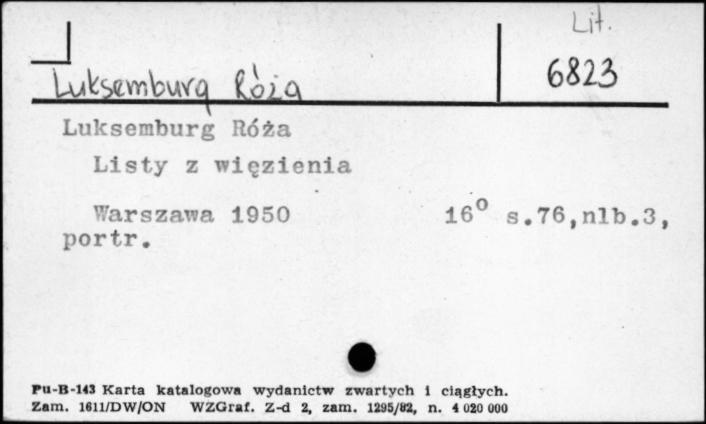 Lit.
Luksemburg Róża
6823
Luksemburg Róża
Listy z więzienia
Warszawa 1950 16° s.76,nlb.3,
portr.
Pu-B-143 Karta katalogowa wydanictw zwartych i ciągłych.
Zam. 1611/DW/ON WZGraf. Z-d 2, zam. 1295/82, n. 4 020 000